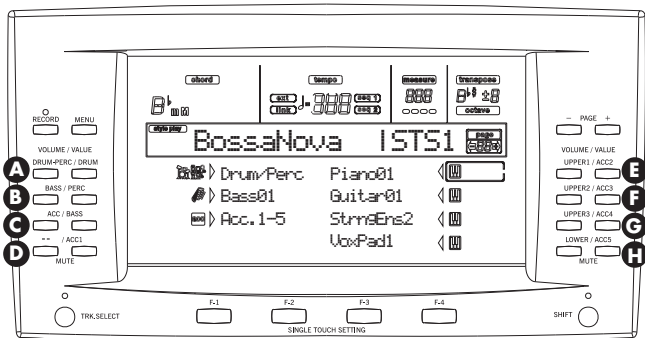 chord tempo measure transpose
ext seq 1
link seq 2 octave
RECORD MENU
style play BossaNova |STS1 page
- PAGE +
VOLUME / VALUE VOLUME / VALUE
A DRUM-PERC / DRUM Drum/Perc Piano01 UPPER1 / ACC2 E
B BASS / PERC Bass01 Guitar01 UPPER2 / ACC3 F
C ACC / BASS ACC Acc.1-5 StrngEns2 UPPER3 / ACC4 G
D -- / ACC1 VoxPad1 LOWER / ACC5 H
MUTE MUTE
TRK.SELECT F-1 F-2 F-3 F-4 SHIFT
SINGLE TOUCH SETTING